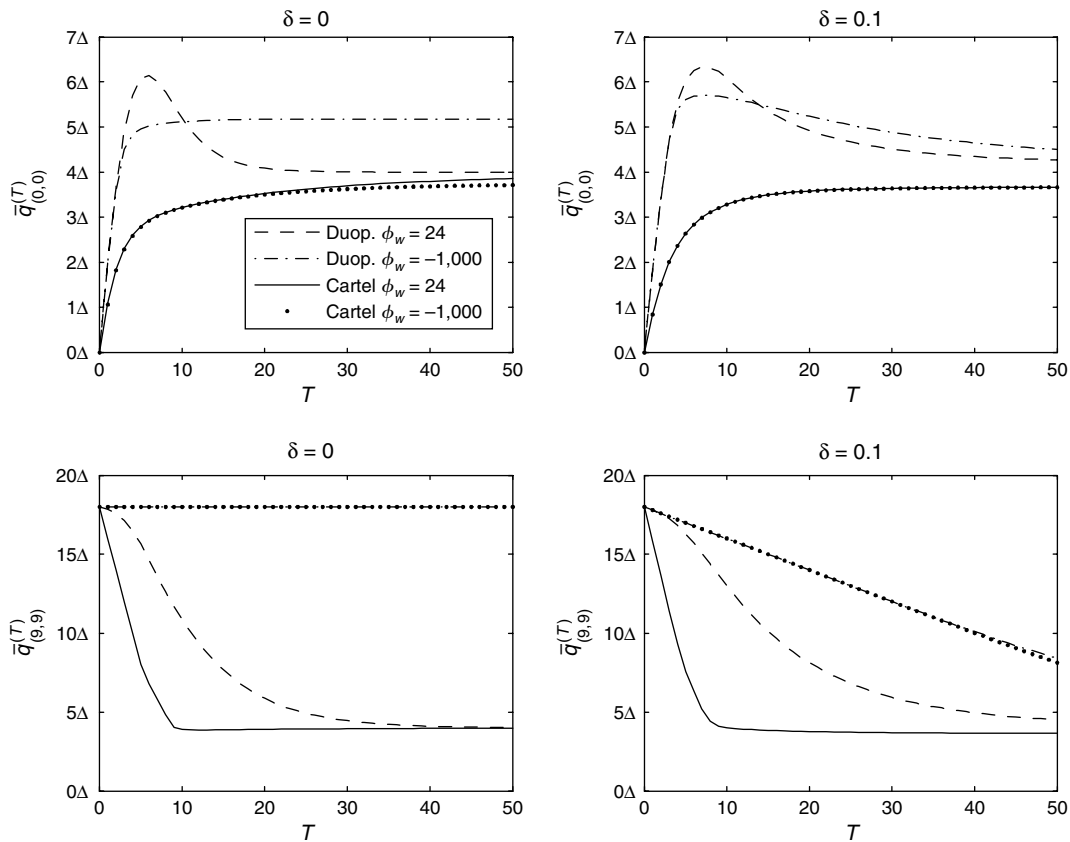 δ = 0
7Δ
6Δ
5Δ
4Δ
3Δ
2Δ
1Δ
0Δ
q̅(T)(0,0)
0 10 20 30 40 50
T
Duop. ϕw = 24
Duop. ϕw = –1,000
Cartel ϕw = 24
Cartel ϕw = –1,000
δ = 0.1
7Δ
6Δ
5Δ
4Δ
3Δ
2Δ
1Δ
0Δ
q̅(T)(0,0)
0 10 20 30 40 50
T
δ = 0
20Δ
15Δ
10Δ
5Δ
0Δ
q̅(T)(9,9)
0 10 20 30 40 50
T
δ = 0.1
20Δ
15Δ
10Δ
5Δ
0Δ
q̅(T)(9,9)
0 10 20 30 40 50
T